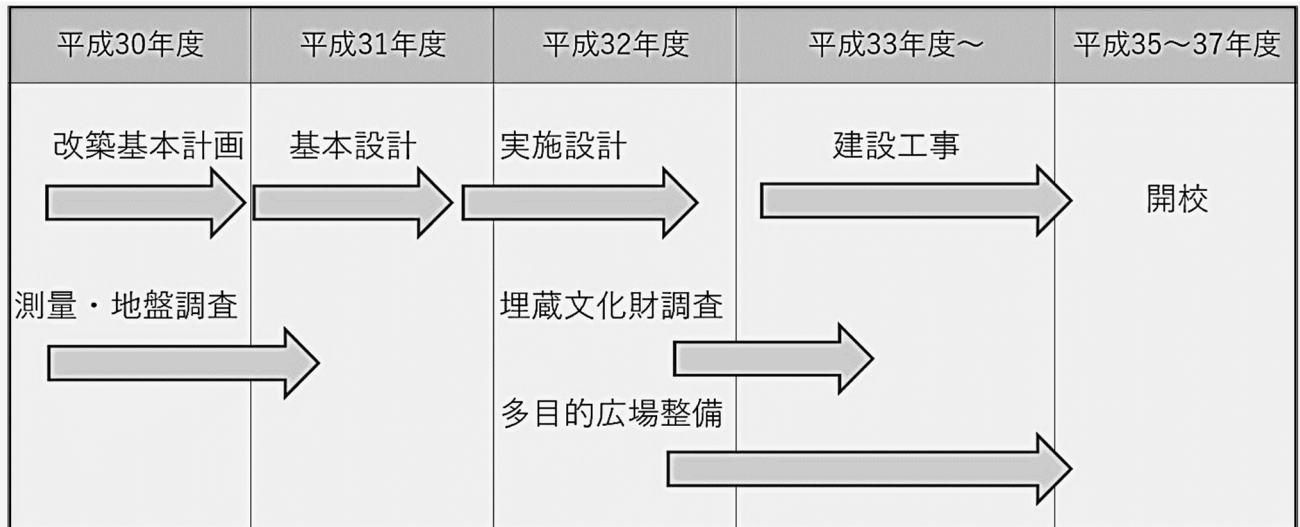 平成30年度
平成31年度
平成32年度
平成33年度～
平成35～37年度
改築基本計画
基本設計
実施設計
建設工事
開校
測量・地盤調査
埋蔵文化財調査
多目的広場整備